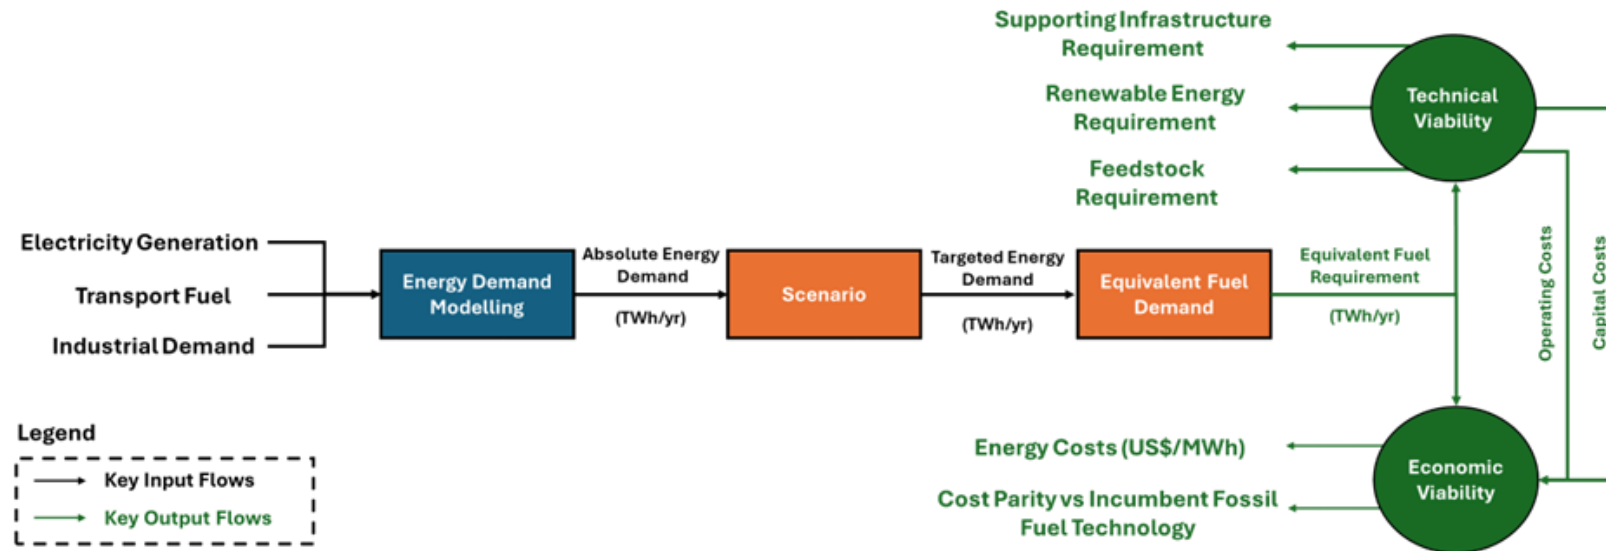 Supporting Infrastructure
Requirement
Renewable Energy
Requirement
Feedstock
Requirement
Technical
Viability
Electricity Generation
Transport Fuel
Industrial Demand
Energy Demand
Modelling
Absolute Energy
Demand
(TWh/yr)
Scenario
Targeted Energy
Demand
(TWh/yr)
Equivalent Fuel
Demand
Equivalent Fuel
Requirement
(TWh/yr)
Operating Costs
Capital Costs
Legend
Key Input Flows
Key Output Flows
Energy Costs (US$/MWh)
Cost Parity vs Incumbent Fossil
Fuel Technology
Economic
Viability